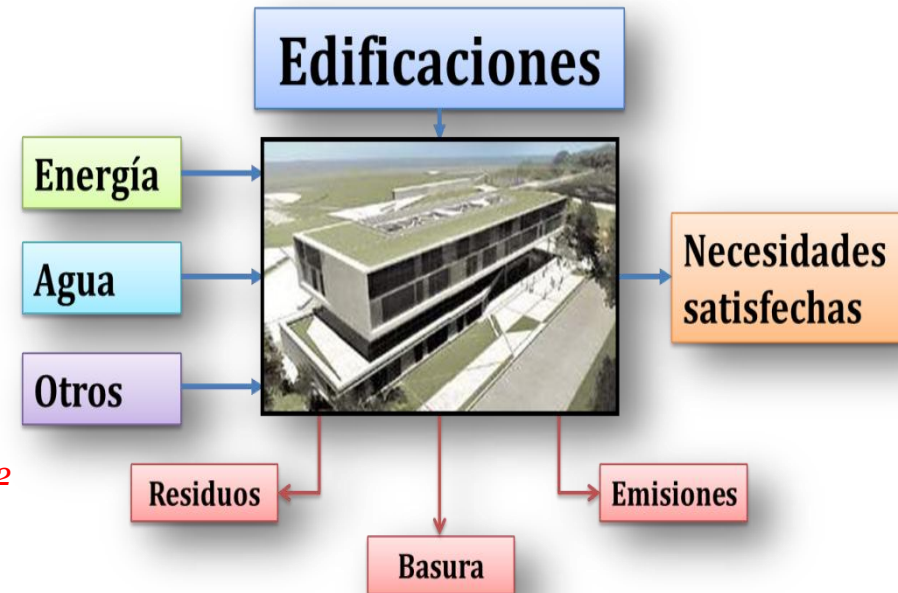 Edificaciones
Energía
Agua
Otros
Necesidades
satisfechas
Residuos
Emisiones
Basura